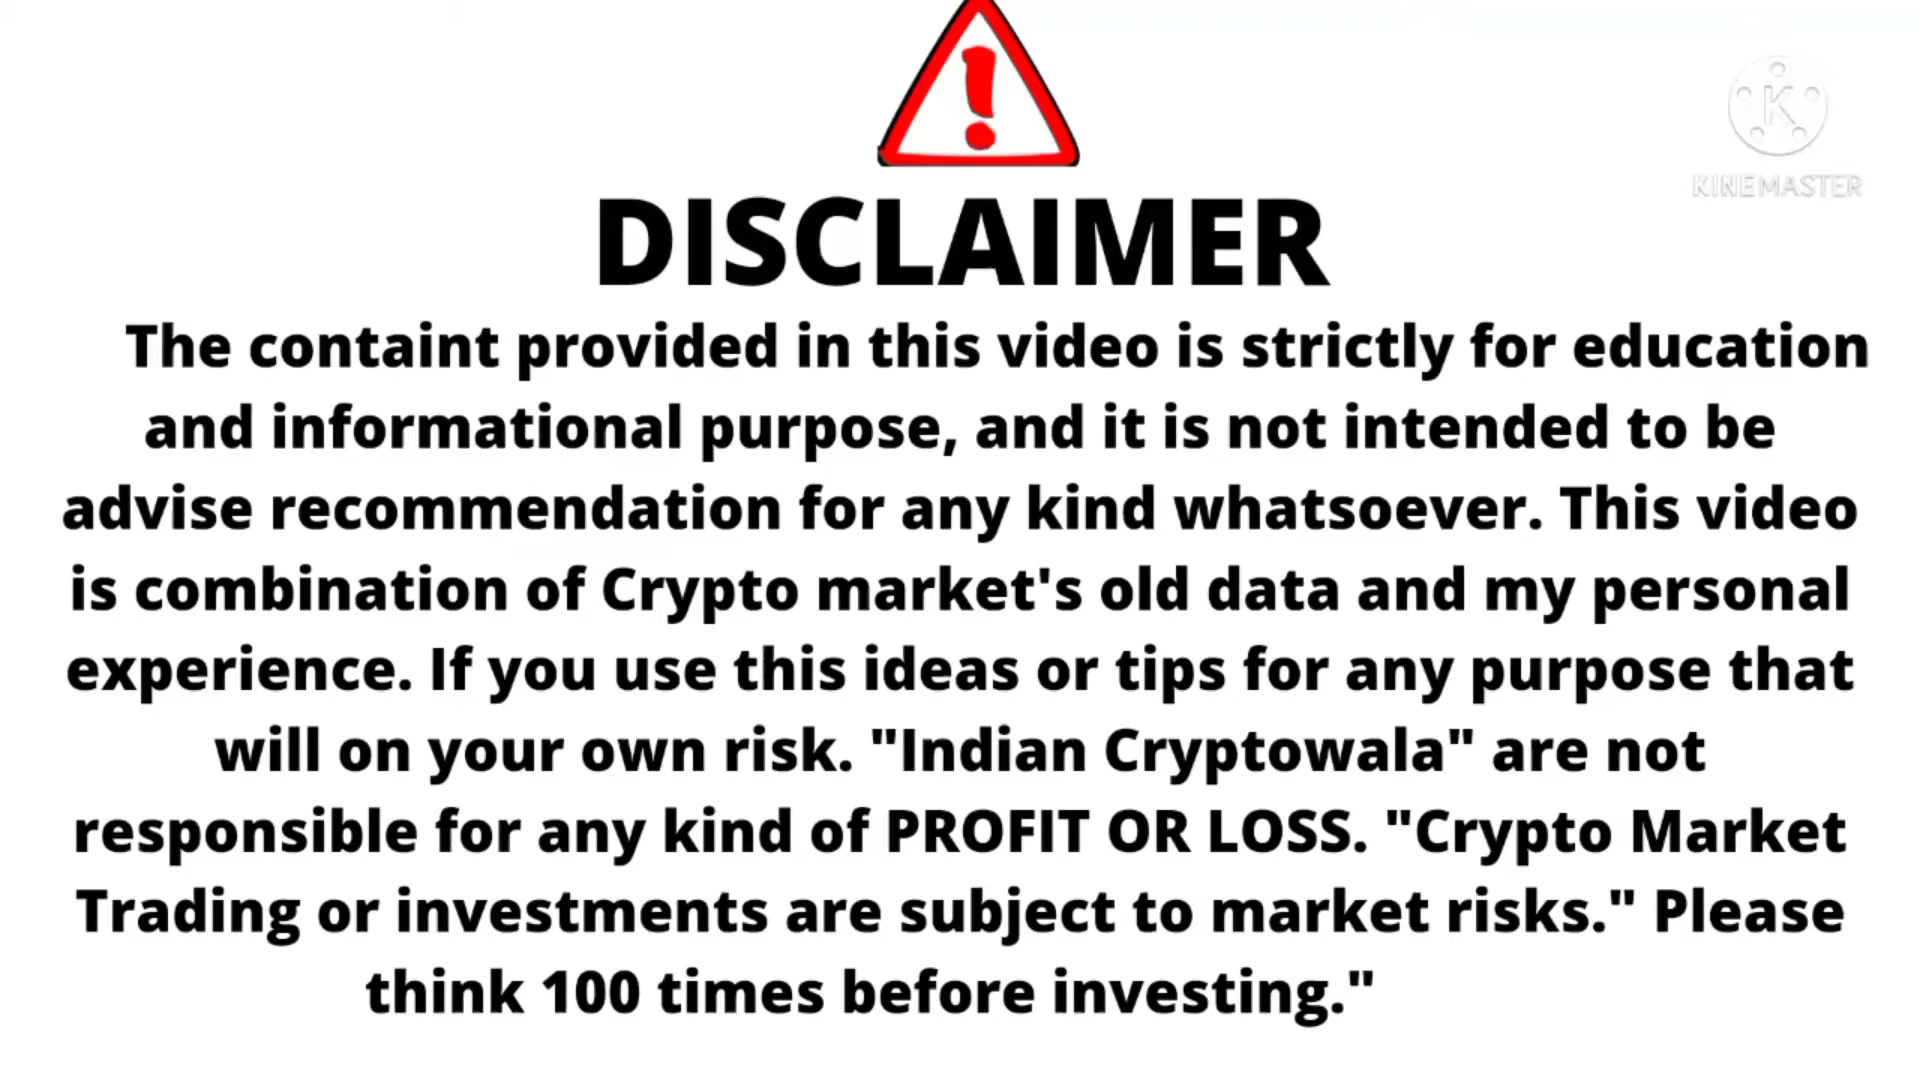 K
KINEMASTER
DISCLAIMER
The containt provided in this video is strictly for education
and informational purpose, and it is not intended to be
advise recommendation for any kind whatsoever. This video
is combination of Crypto market's old data and my personal
experience. If you use this ideas or tips for any purpose that
will on your own risk. "Indian Cryptowala" are not
responsible for any kind of PROFIT OR LOSS. "Crypto Market
Trading or investments are subject to market risks." Please
think 100 times before investing."